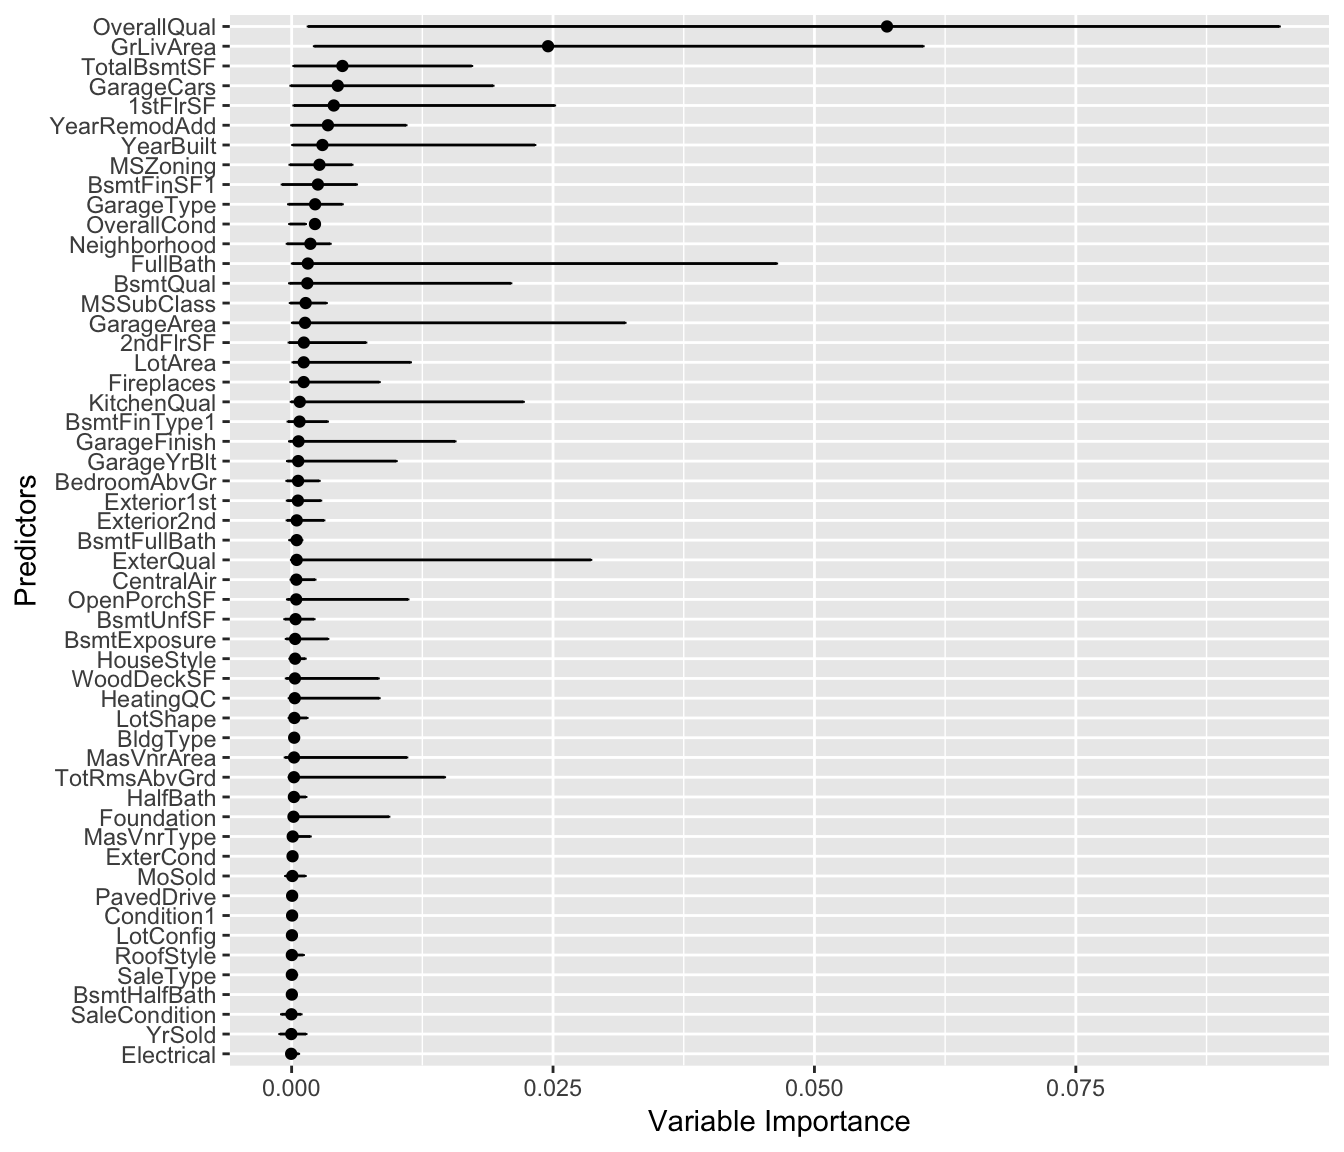 OverallQual
GrLivArea
TotalBsmtSF
GarageCars
1stFlrSF
YearRemodAdd
YearBuilt
MSZoning
BsmtFinSF1
GarageType
OverallCond
Neighborhood
FullBath
BsmtQual
MSSubClass
GarageArea
2ndFlrSF
LotArea
Fireplaces
KitchenQual
BsmtFinType1
GarageFinish
GarageYrBlt
BedroomAbvGr
Exterior1st
Exterior2nd
BsmtFullBath
ExterQual
CentralAir
OpenPorchSF
BsmtUnfSF
BsmtExposure
HouseStyle
WoodDeckSF
HeatingQC
LotShape
BldgType
MasVnrArea
TotRmsAbvGrd
HalfBath
Foundation
MasVnrType
ExterCond
MoSold
PavedDrive
Condition1
LotConfig
RoofStyle
SaleType
BsmtHalfBath
SaleCondition
YrSold
Electrical
Predictors
0.000 0.025 0.050 0.075
Variable Importance